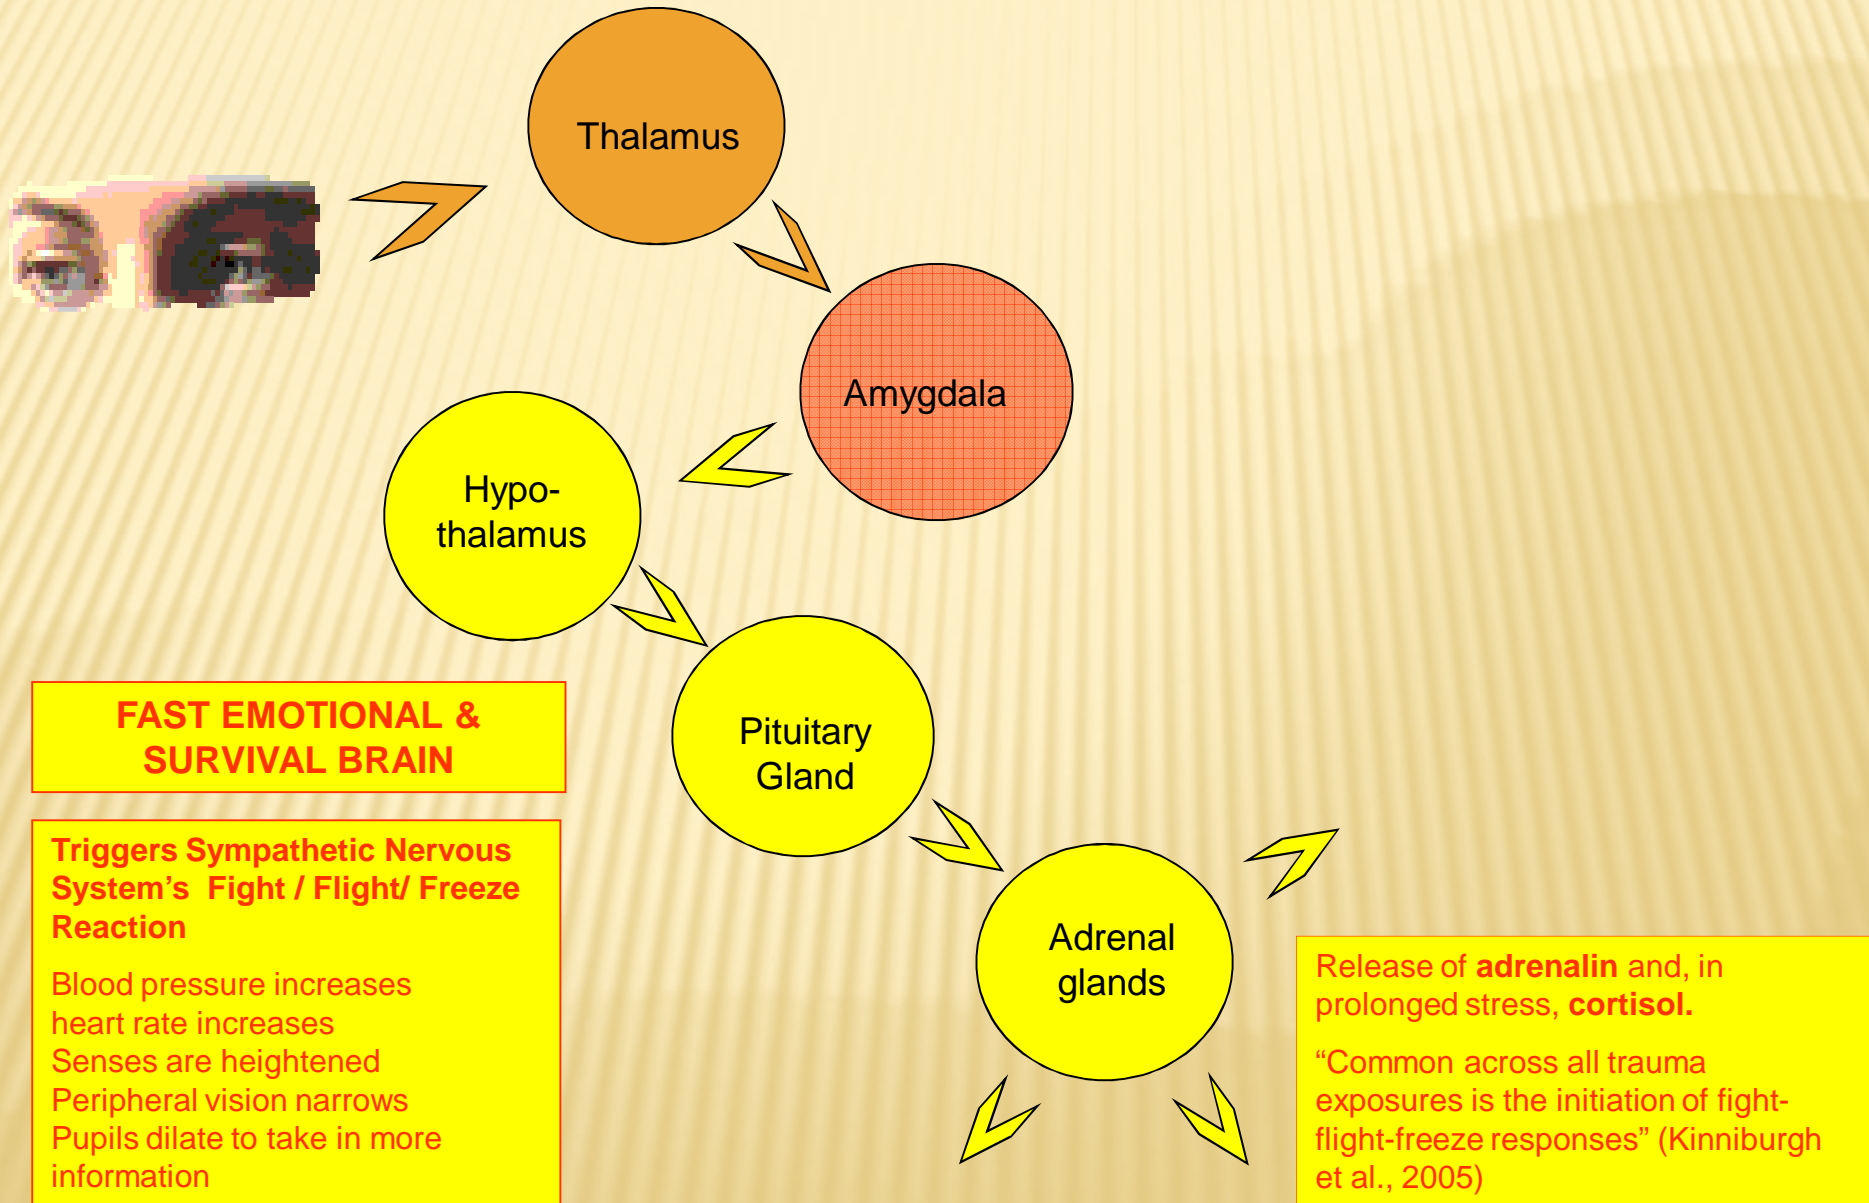 Thalamus
Amygdala
Hypo-
thalamus
Pituitary
Gland
Adrenal
glands
FAST EMOTIONAL &
SURVIVAL BRAIN
Triggers Sympathetic Nervous
System’s Fight / Flight/ Freeze
Reaction
Blood pressure increases
heart rate increases
Senses are heightened
Peripheral vision narrows
Pupils dilate to take in more
information
Release of adrenalin and, in
prolonged stress, cortisol.
“Common across all trauma
exposures is the initiation of fight-
flight-freeze responses” (Kinniburgh
et al., 2005)